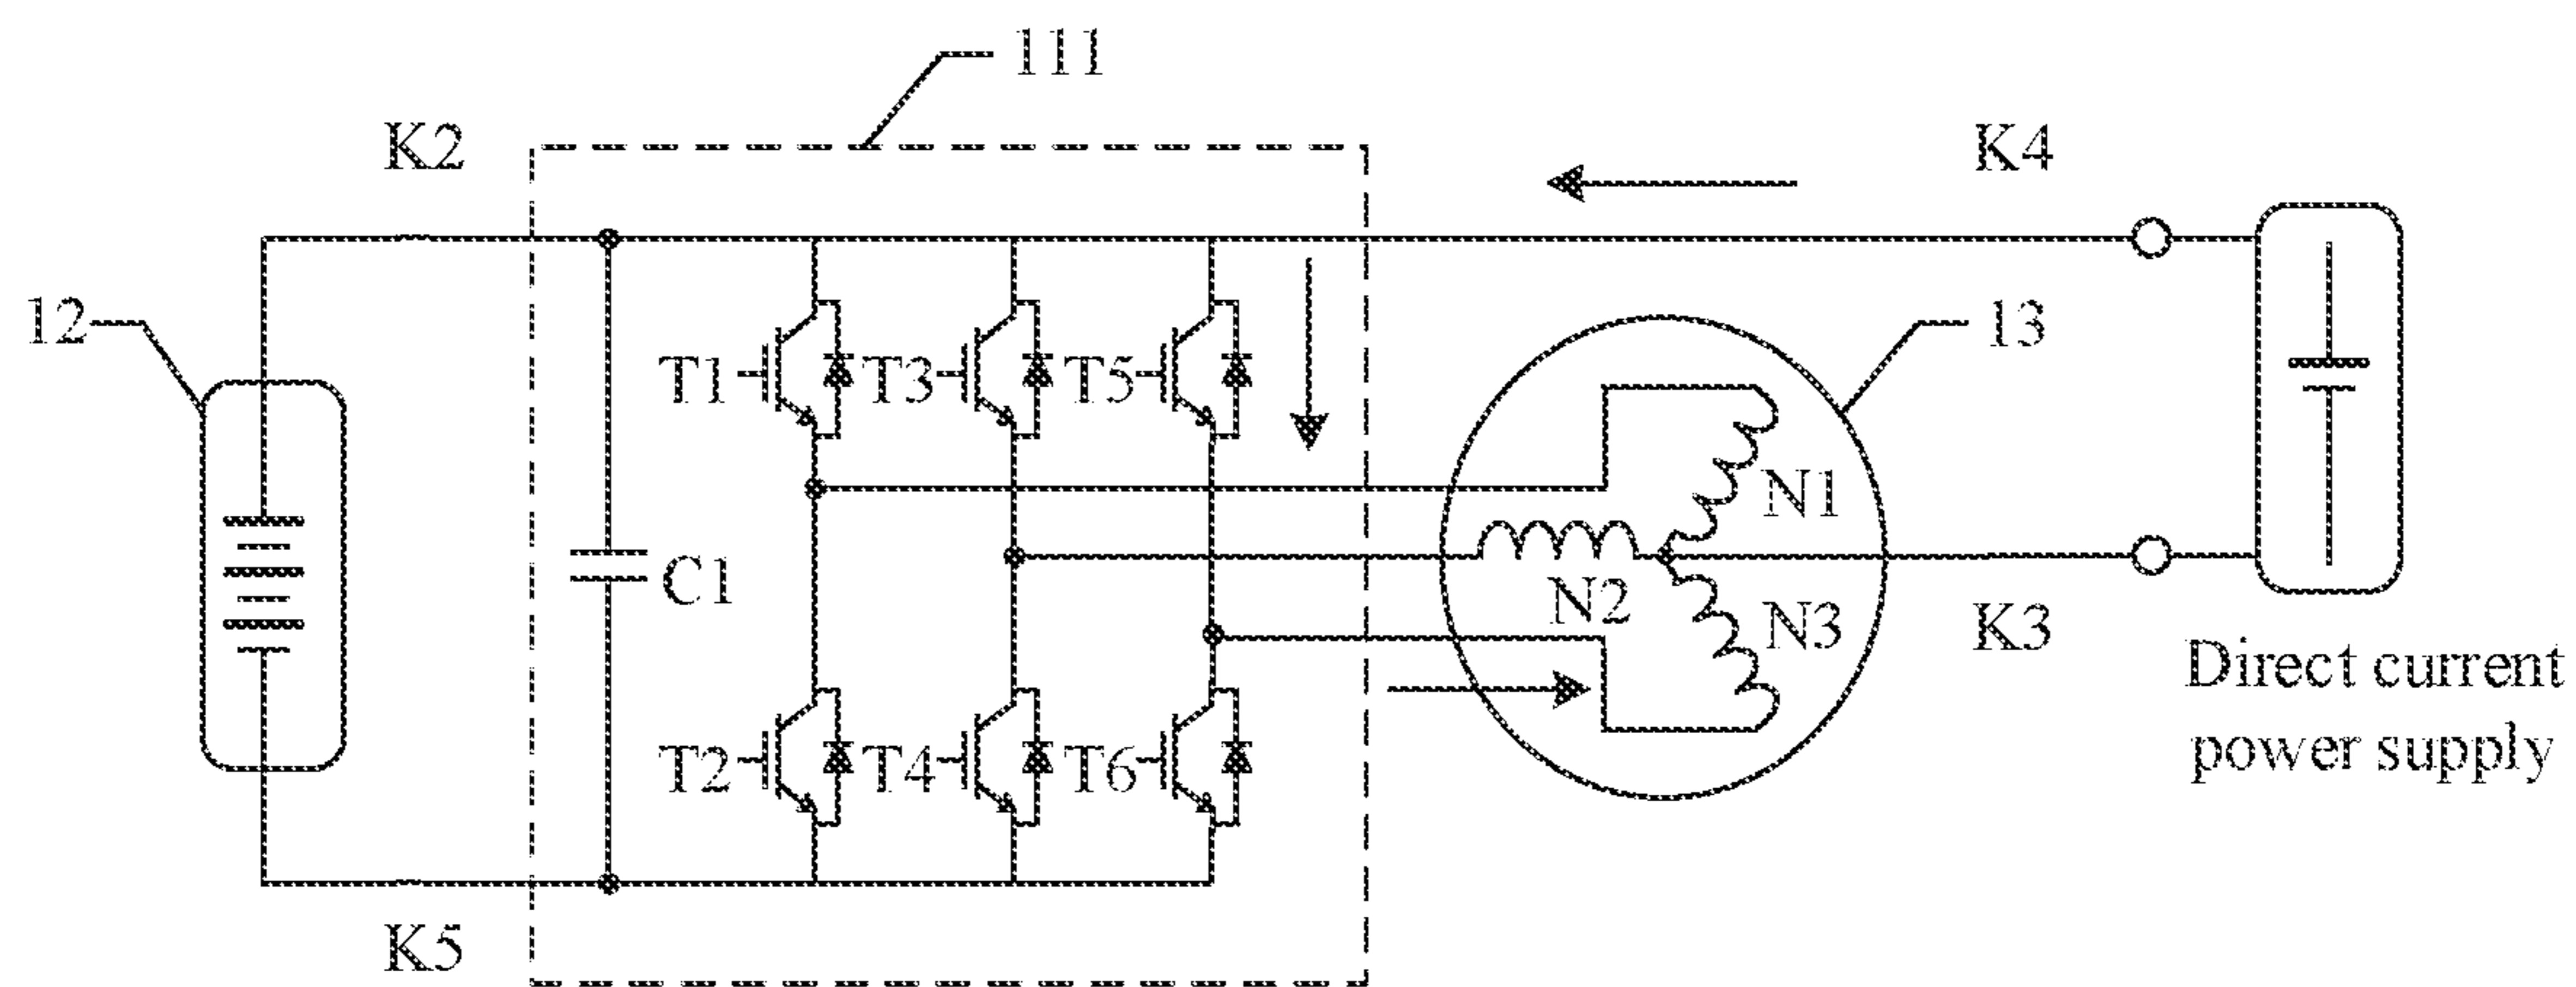 111
K2
K4
12
13
T1
T3
T5
N1
C1
N2
N3
K3
Direct current
power supply
T2
T4
T6
K5